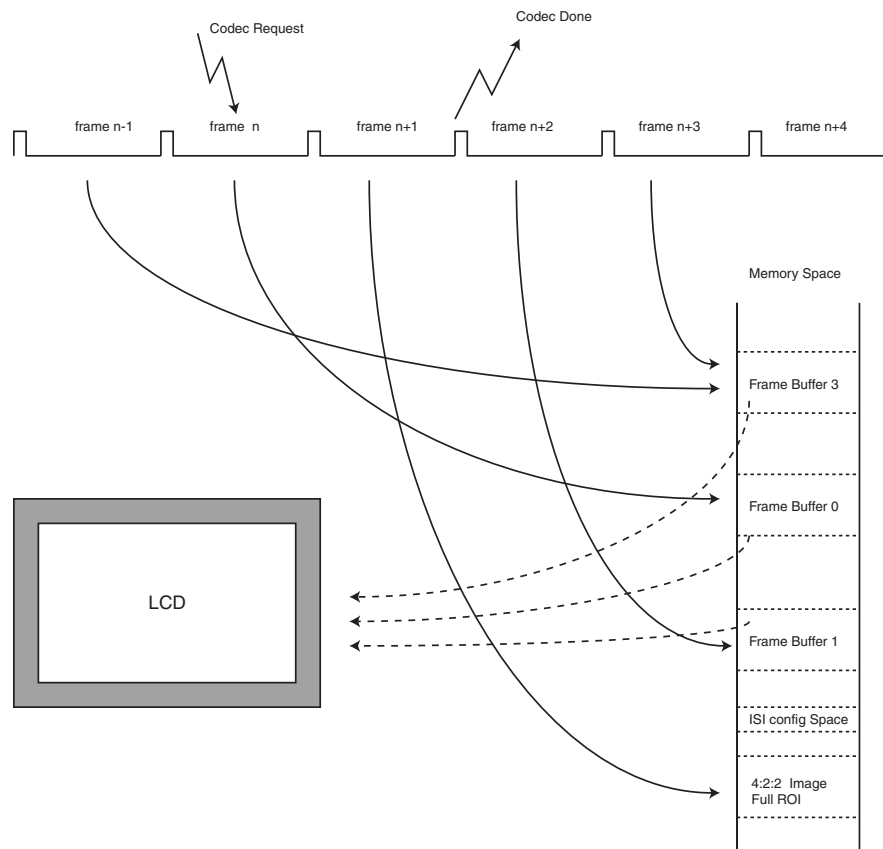 Codec Request
Codec Done
frame n-1
frame n
frame n+1
frame n+2
frame n+3
frame n+4
Memory Space
Frame Buffer 3
Frame Buffer 0
LCD
Frame Buffer 1
ISI config Space
4:2:2 Image
Full ROI